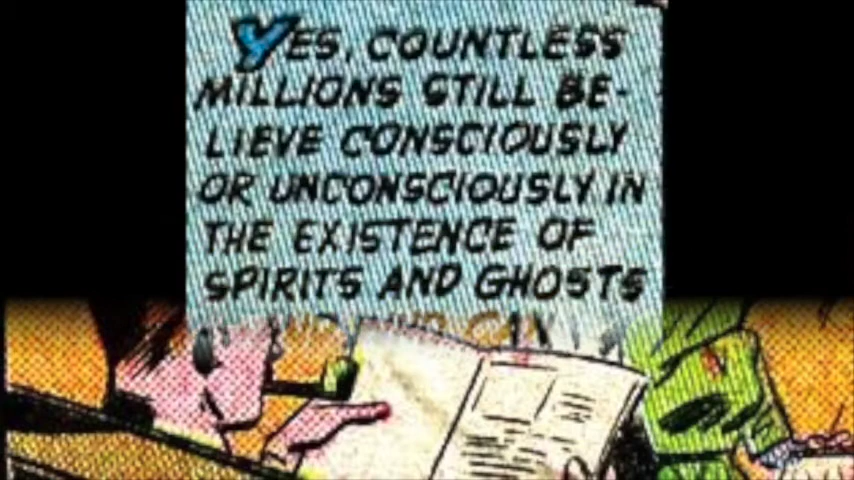 YES, COUNTLESS
MILLIONS STILL BE-
LIEVE CONSCIOUSLY
OR UNCONSCIOUSLY IN
THE EXISTENCE OF
SPIRITS AND GHOSTS